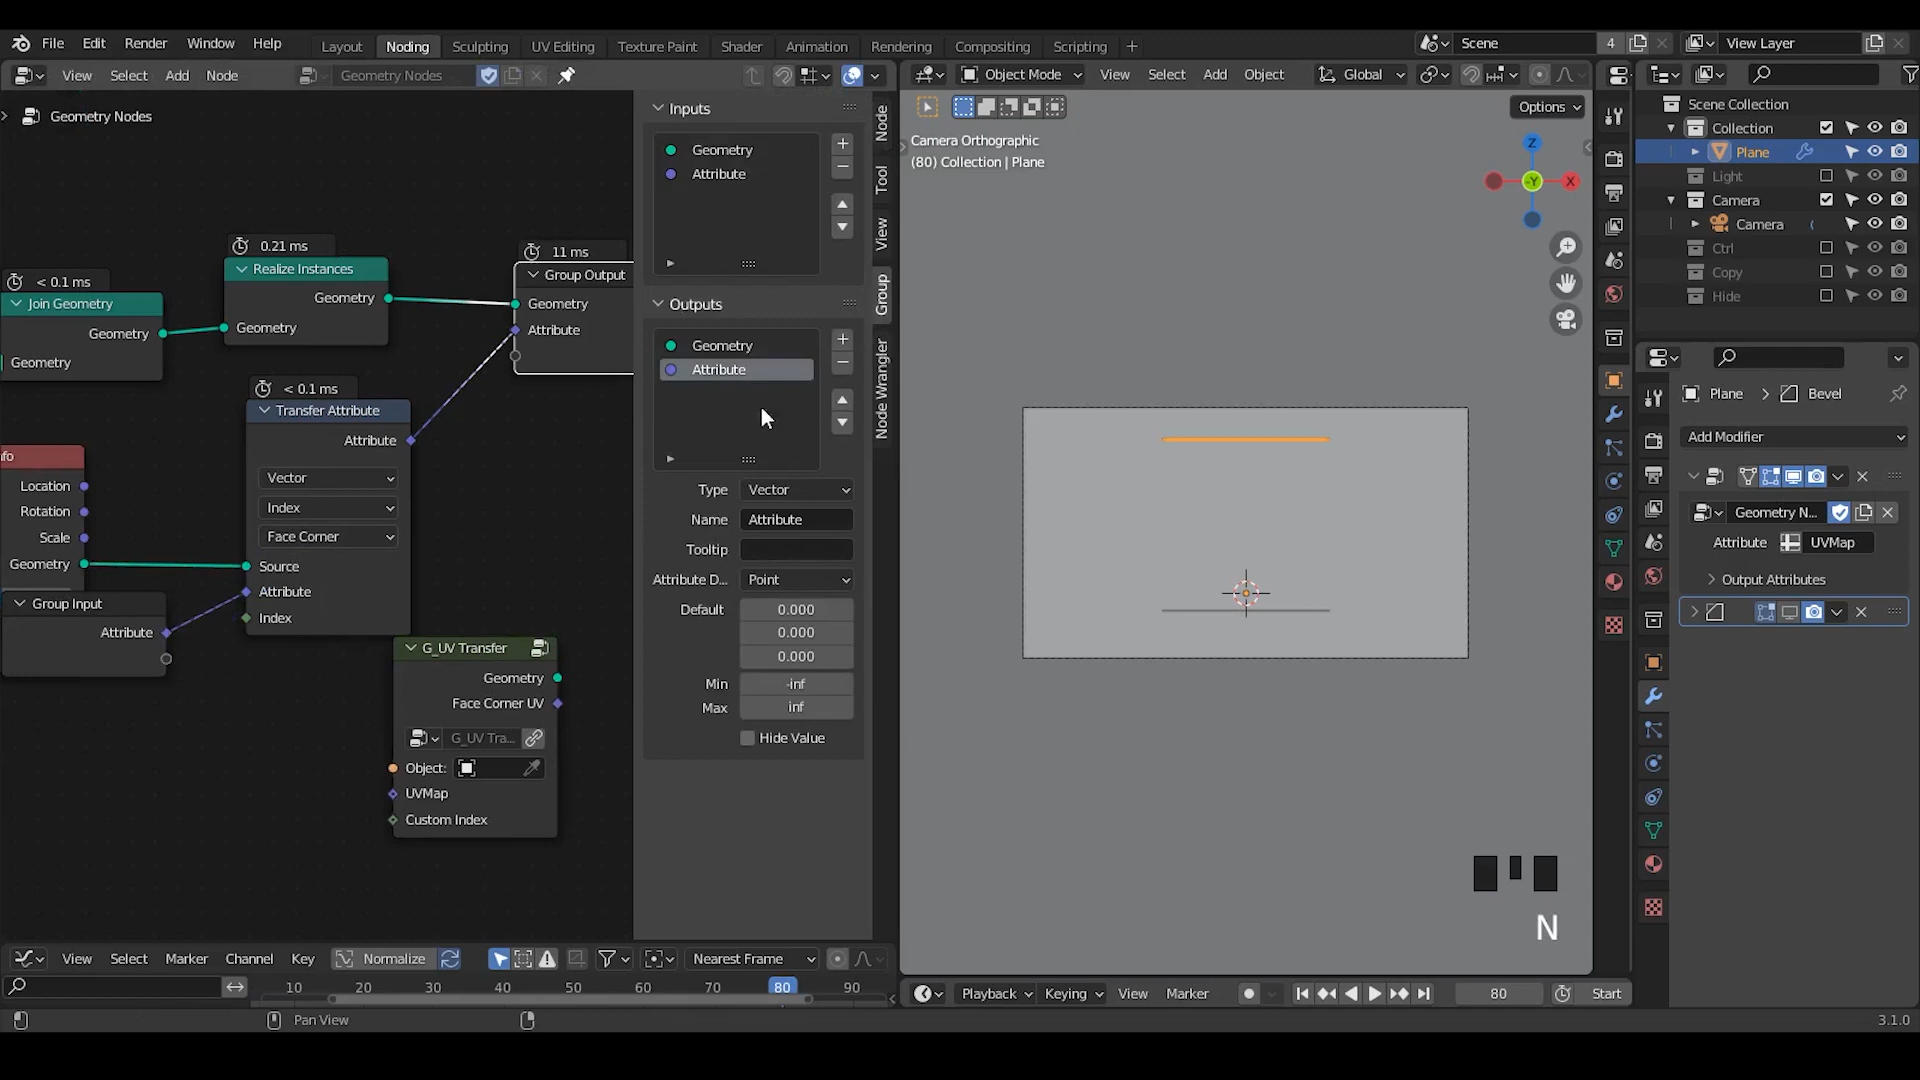 File Edit Render Window Help
Layout Noding Sculpting UV Editing Texture Paint Shader Animation Rendering Compositing Scripting +
Scene 4
View Layer
View Select Add Node
Geometry Nodes
Object Mode View Select Add Object
Global
Geometry Nodes
Options
Camera Orthographic
(80) Collection | Plane
Z
-Y
X
Scene Collection
Collection
Plane
Light
Camera
Camera
Ctrl
Copy
Hide
< 0.1 ms
Join Geometry
Geometry
Geometry
0.21 ms
Realize Instances
Geometry
Geometry
11 ms
Group Output
Geometry
Attribute
< 0.1 ms
Transfer Attribute
Attribute
Vector
Index
Face Corner
Source
Attribute
Index
fo
Location
Rotation
Scale
Geometry
Group Input
Attribute
G_UV Transfer
Geometry
Face Corner UV
G_UV Tra...
Object:
UVMap
Custom Index
Inputs
Geometry
Attribute
Outputs
Geometry
Attribute
Type Vector
Name Attribute
Tooltip
Attribute D... Point
Default 0.000
0.000
0.000
Min -inf
Max inf
Hide Value
Node
Tool
View
Group
Node Wrangler
N
Plane > Bevel
Add Modifier
Geometry N...
Attribute UVMap
Output Attributes
View Select Marker Channel Key Normalize Nearest Frame
10 20 30 40 50 60 70 80 90
Playback Keying View Marker 80 Start
Pan View
3.1.0